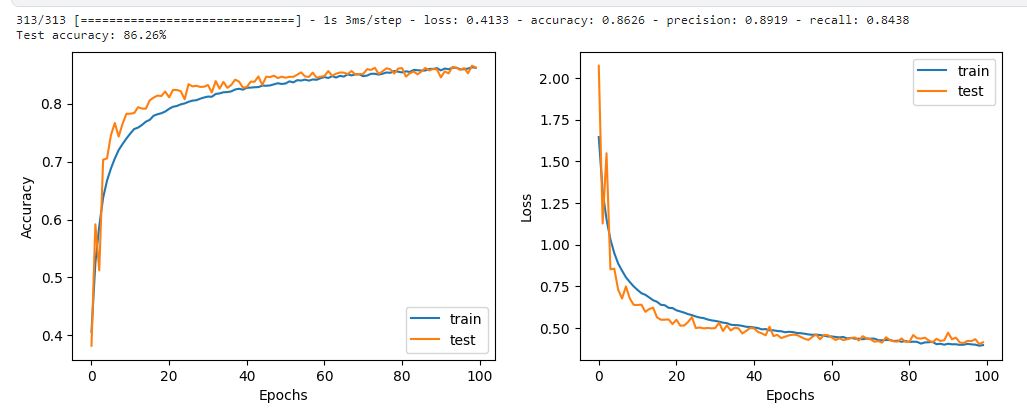 313/313 [==============================] - 1s 3ms/step - loss: 0.4133 - accuracy: 0.8626 - precision: 0.8919 - recall: 0.8438
Test accuracy: 86.26%
0.8
0.7
0.6
0.5
0.4
Accuracy
train
test
0 20 40 60 80 100
Epochs
2.00
1.75
1.50
1.25
1.00
0.75
0.50
Loss
train
test
0 20 40 60 80 100
Epochs